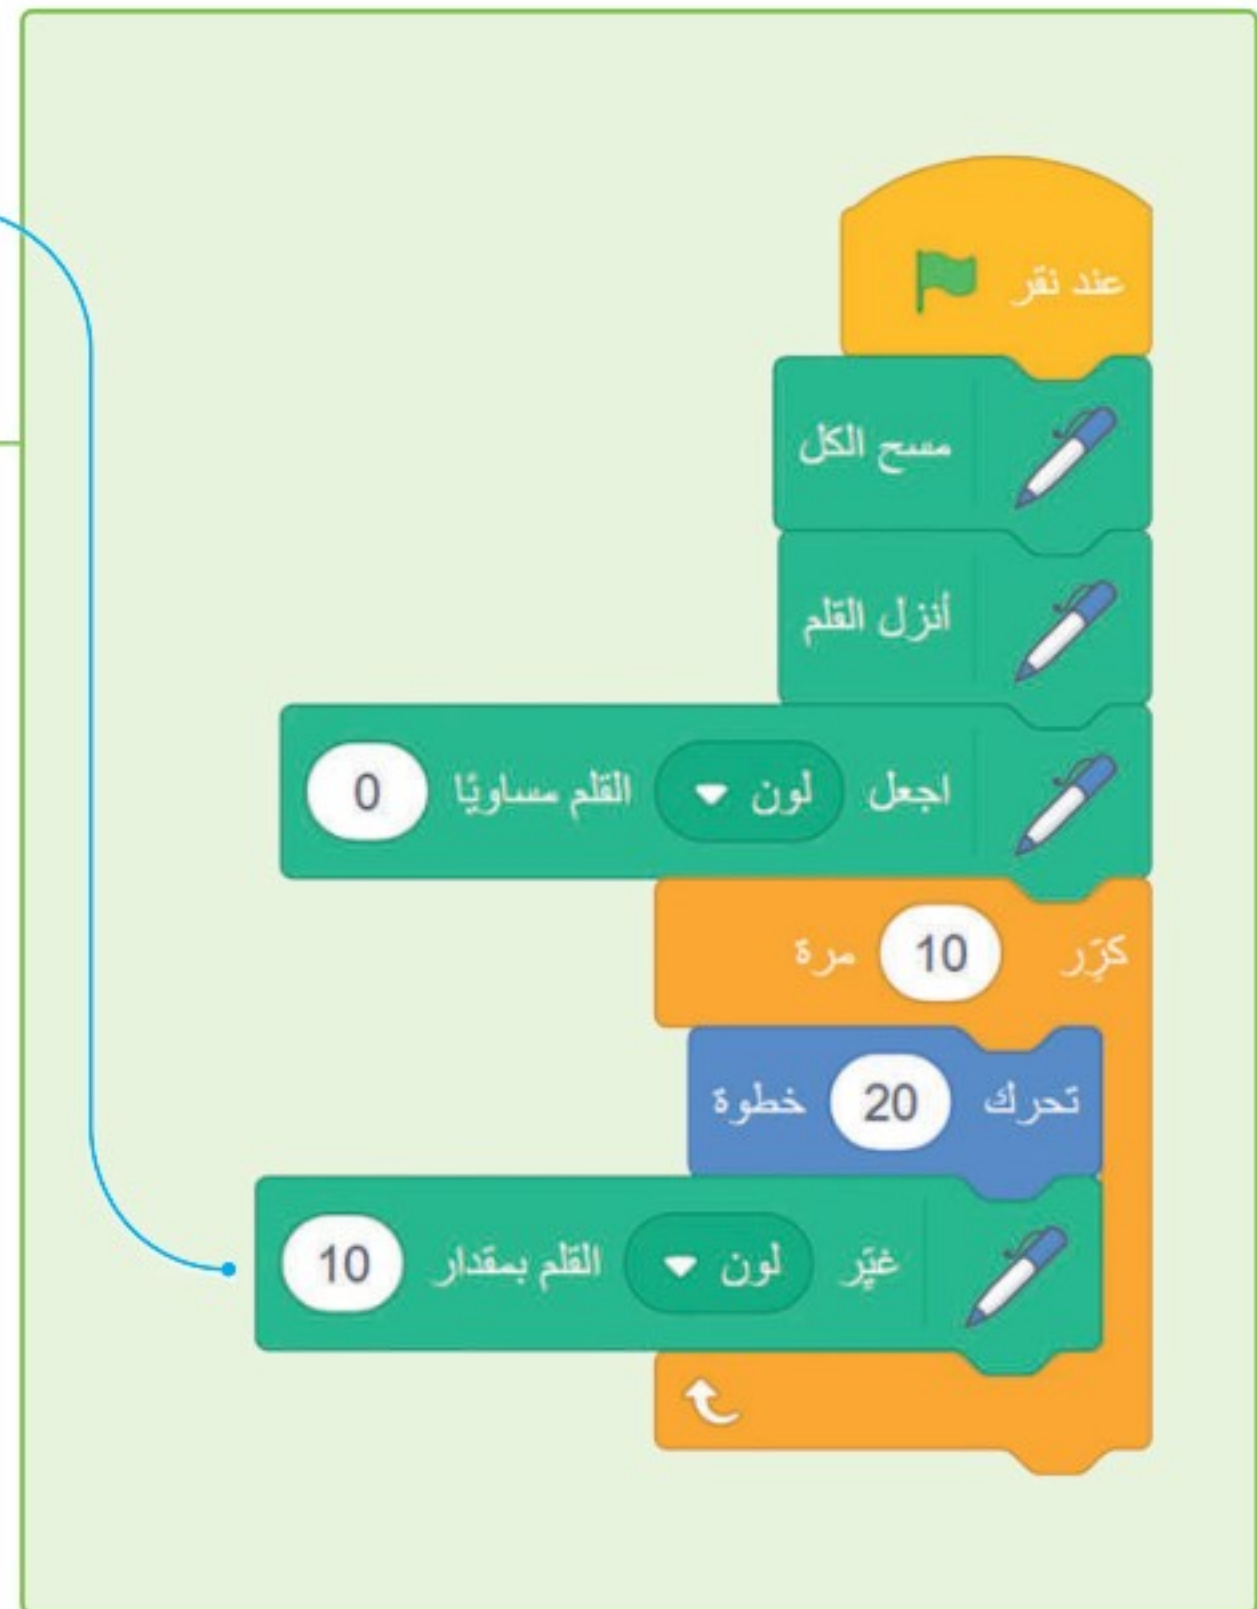 عند نقر
مسح الكل
أنزل القلم
اجعل لون القلم مساويًا 0
كرّر 10 مرة
تحرك 20 خطوة
غيّر لون القلم بمقدار 10